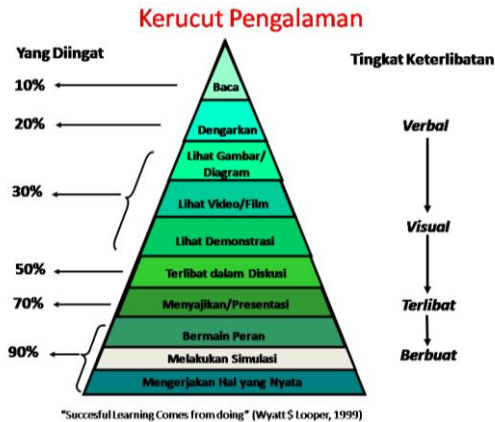 Kerucut Pengalaman
Yang Diingat
Tingkat Keterlibatan
10%
Baca
20%
Dengarkan
Verbal
Lihat Gambar/
Diagram
30%
Lihat Video/Film
Visual
Lihat Demonstrasi
50%
Terlibat dalam Diskusi
70%
Menyajikan/Presentasi
Terlibat
Bermain Peran
90%
Melakukan Simulasi
Berbuat
Mengerjakan Hal yang Nyata
"Succesful Learning Comes from doing" (Wyatt $ Looper, 1999)